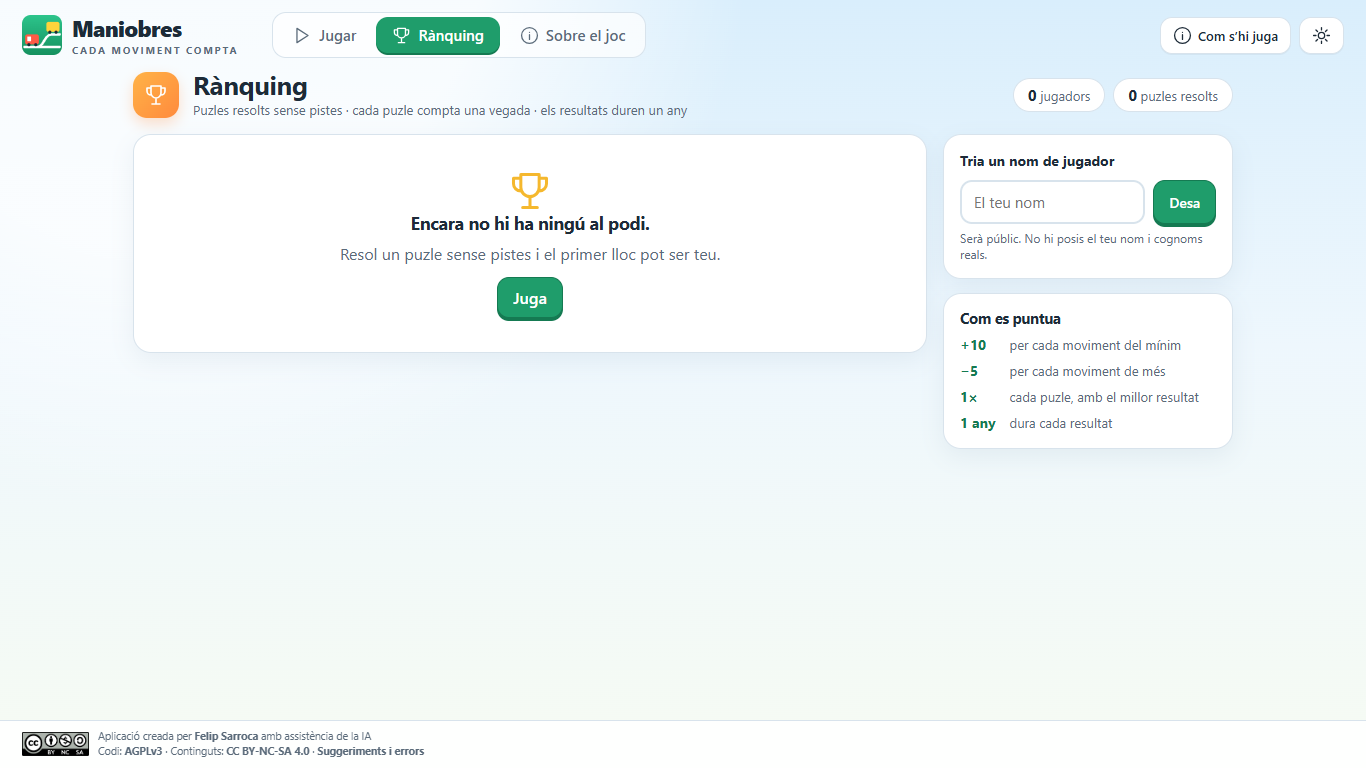 Maniobres
CADA MOVIMENT COMPTA
Jugar
Rànquing
Sobre el joc
Com s'hi juga
Rànquing
Puzles resolts sense pistes · cada puzle compta una vegada · els resultats duren un any
0 jugadors
0 puzles resolts
Encara no hi ha ningú al podi.
Resol un puzle sense pistes i el primer lloc pot ser teu.
Juga
Tria un nom de jugador
El teu nom
Desa
Serà públic. No hi posis el teu nom i cognoms
reals.
Com es puntua
+10 per cada moviment del mínim
−5 per cada moviment de més
1× cada puzle, amb el millor resultat
1 any dura cada resultat
cc BY NC SA
Aplicació creada per Felip Sarroca amb assistència de la IA
Codi: AGPLv3 · Continguts: CC BY-NC-SA 4.0 · Suggeriments i errors